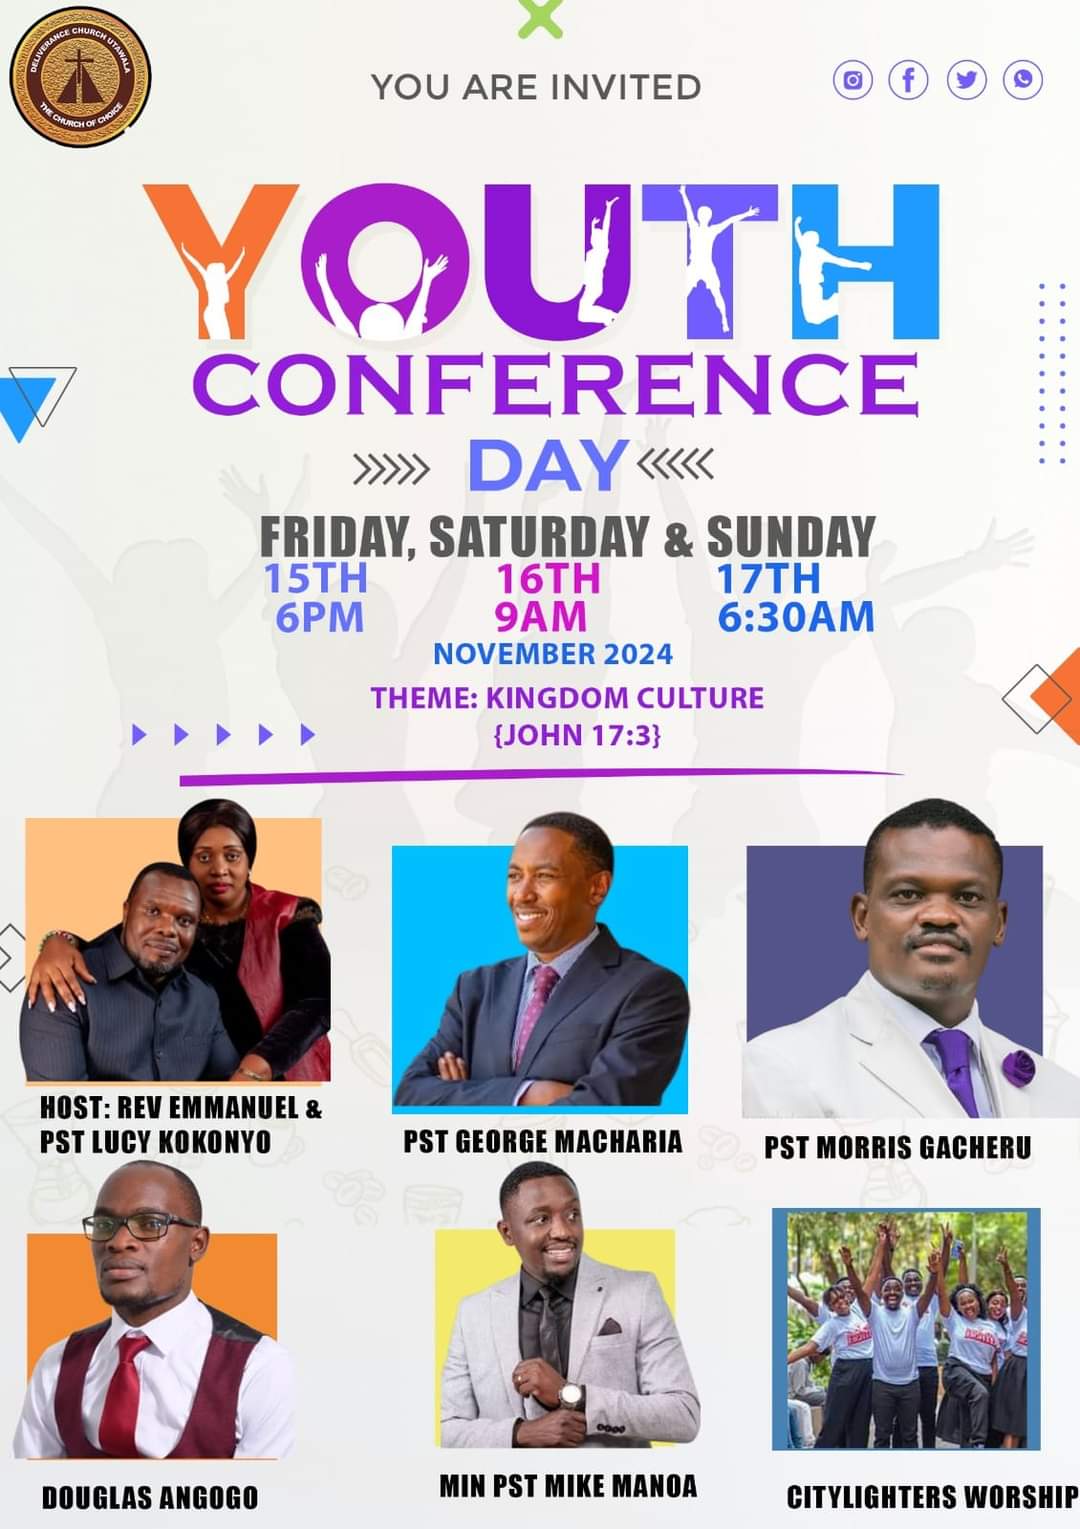 DELIVERANCE CHURCH UTAWALA
THE CHURCH OF CHOICE
YOU ARE INVITED
YOUTH
CONFERENCE
DAY
FRIDAY, SATURDAY & SUNDAY
15TH 16TH 17TH
6PM 9AM 6:30AM
NOVEMBER 2024
THEME: KINGDOM CULTURE
{JOHN 17:3}
HOST: REV EMMANUEL &
PST LUCY KOKONYO
PST GEORGE MACHARIA
PST MORRIS GACHERU
DOUGLAS ANGOGO
MIN PST MIKE MANOA
CITYLIGHTERS WORSHIP